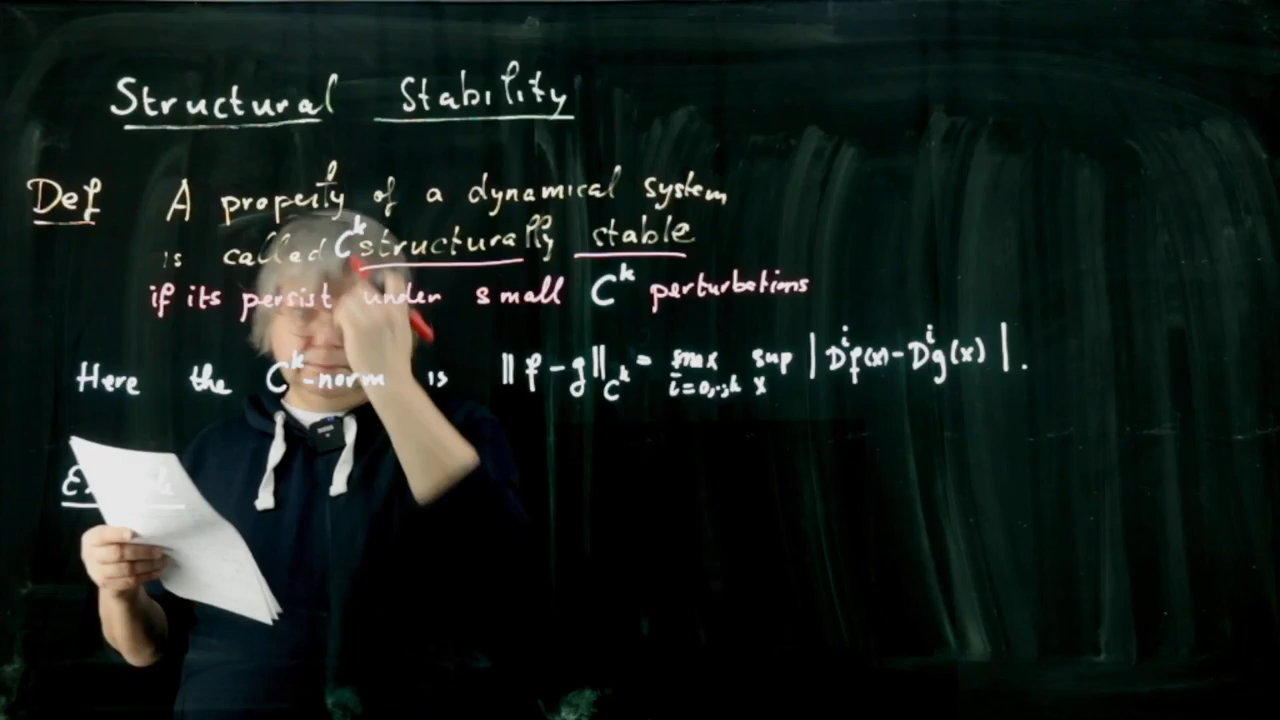 Structural Stability
Def A property of a dynamical system
is called C^k structurally stable
if its persist under small C^k perturbations
Here the C^k-norm is ‖f-g‖_{C^k} = max_{i=0,..,k} sup_x |D^i f(x) - D^i g(x)|.